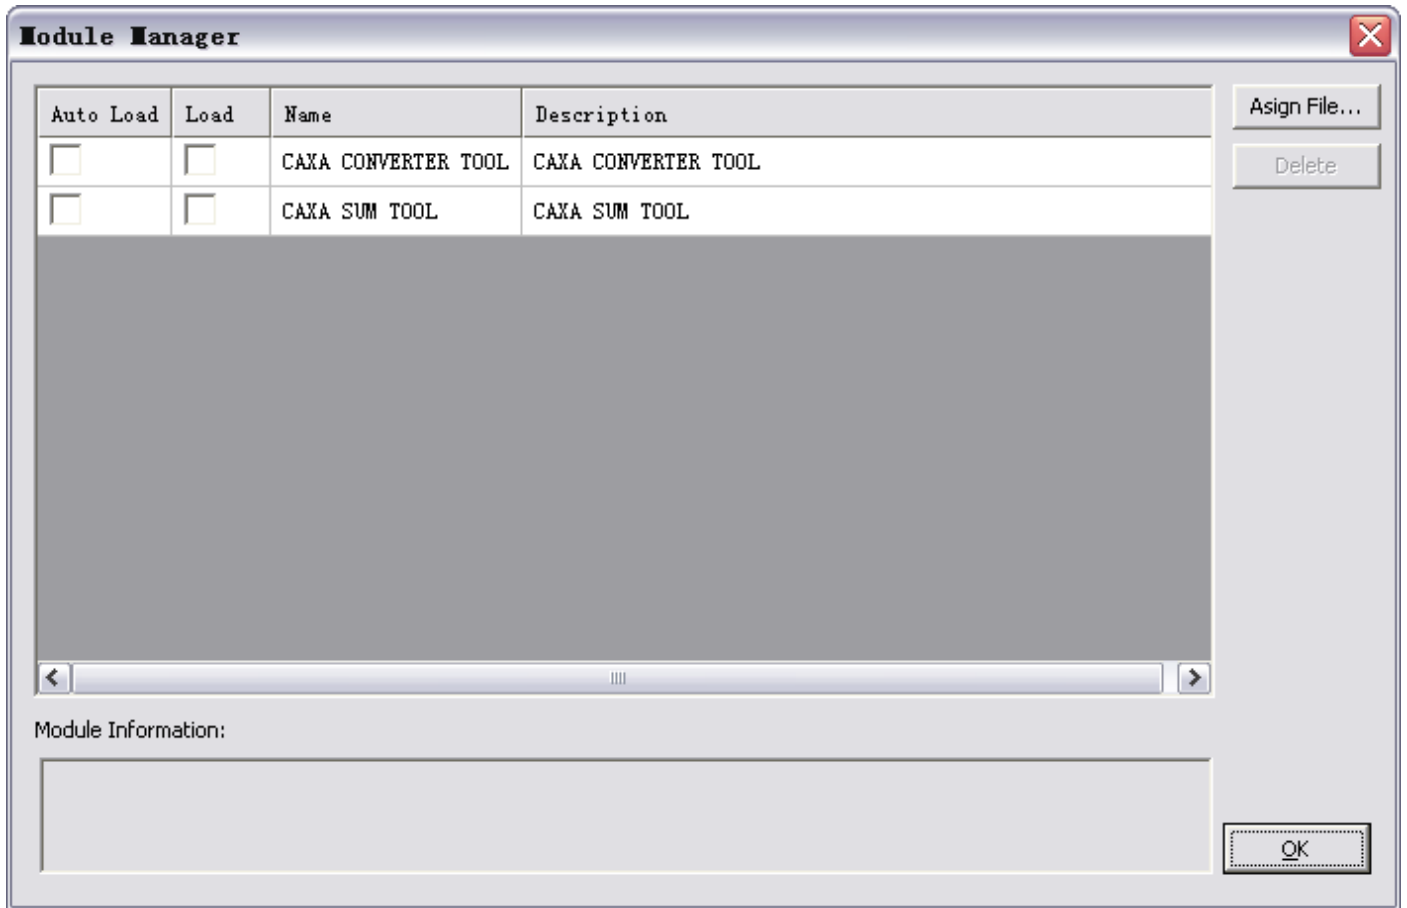 Module Manager
Auto Load Load Name Description
CAXA CONVERTER TOOL CAXA CONVERTER TOOL
CAXA SUM TOOL CAXA SUM TOOL
Asign File...
Delete
Module Information:
OK